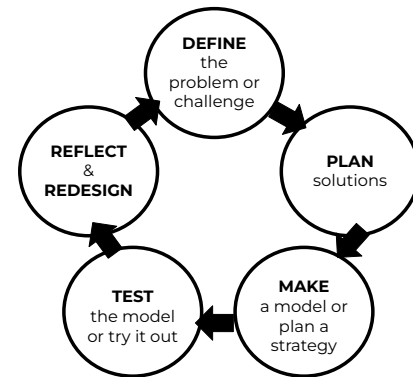 DEFINE
the
problem or
challenge
PLAN
solutions
MAKE
a model or
plan a
strategy
TEST
the model
or try it out
REFLECT
&
REDESIGN